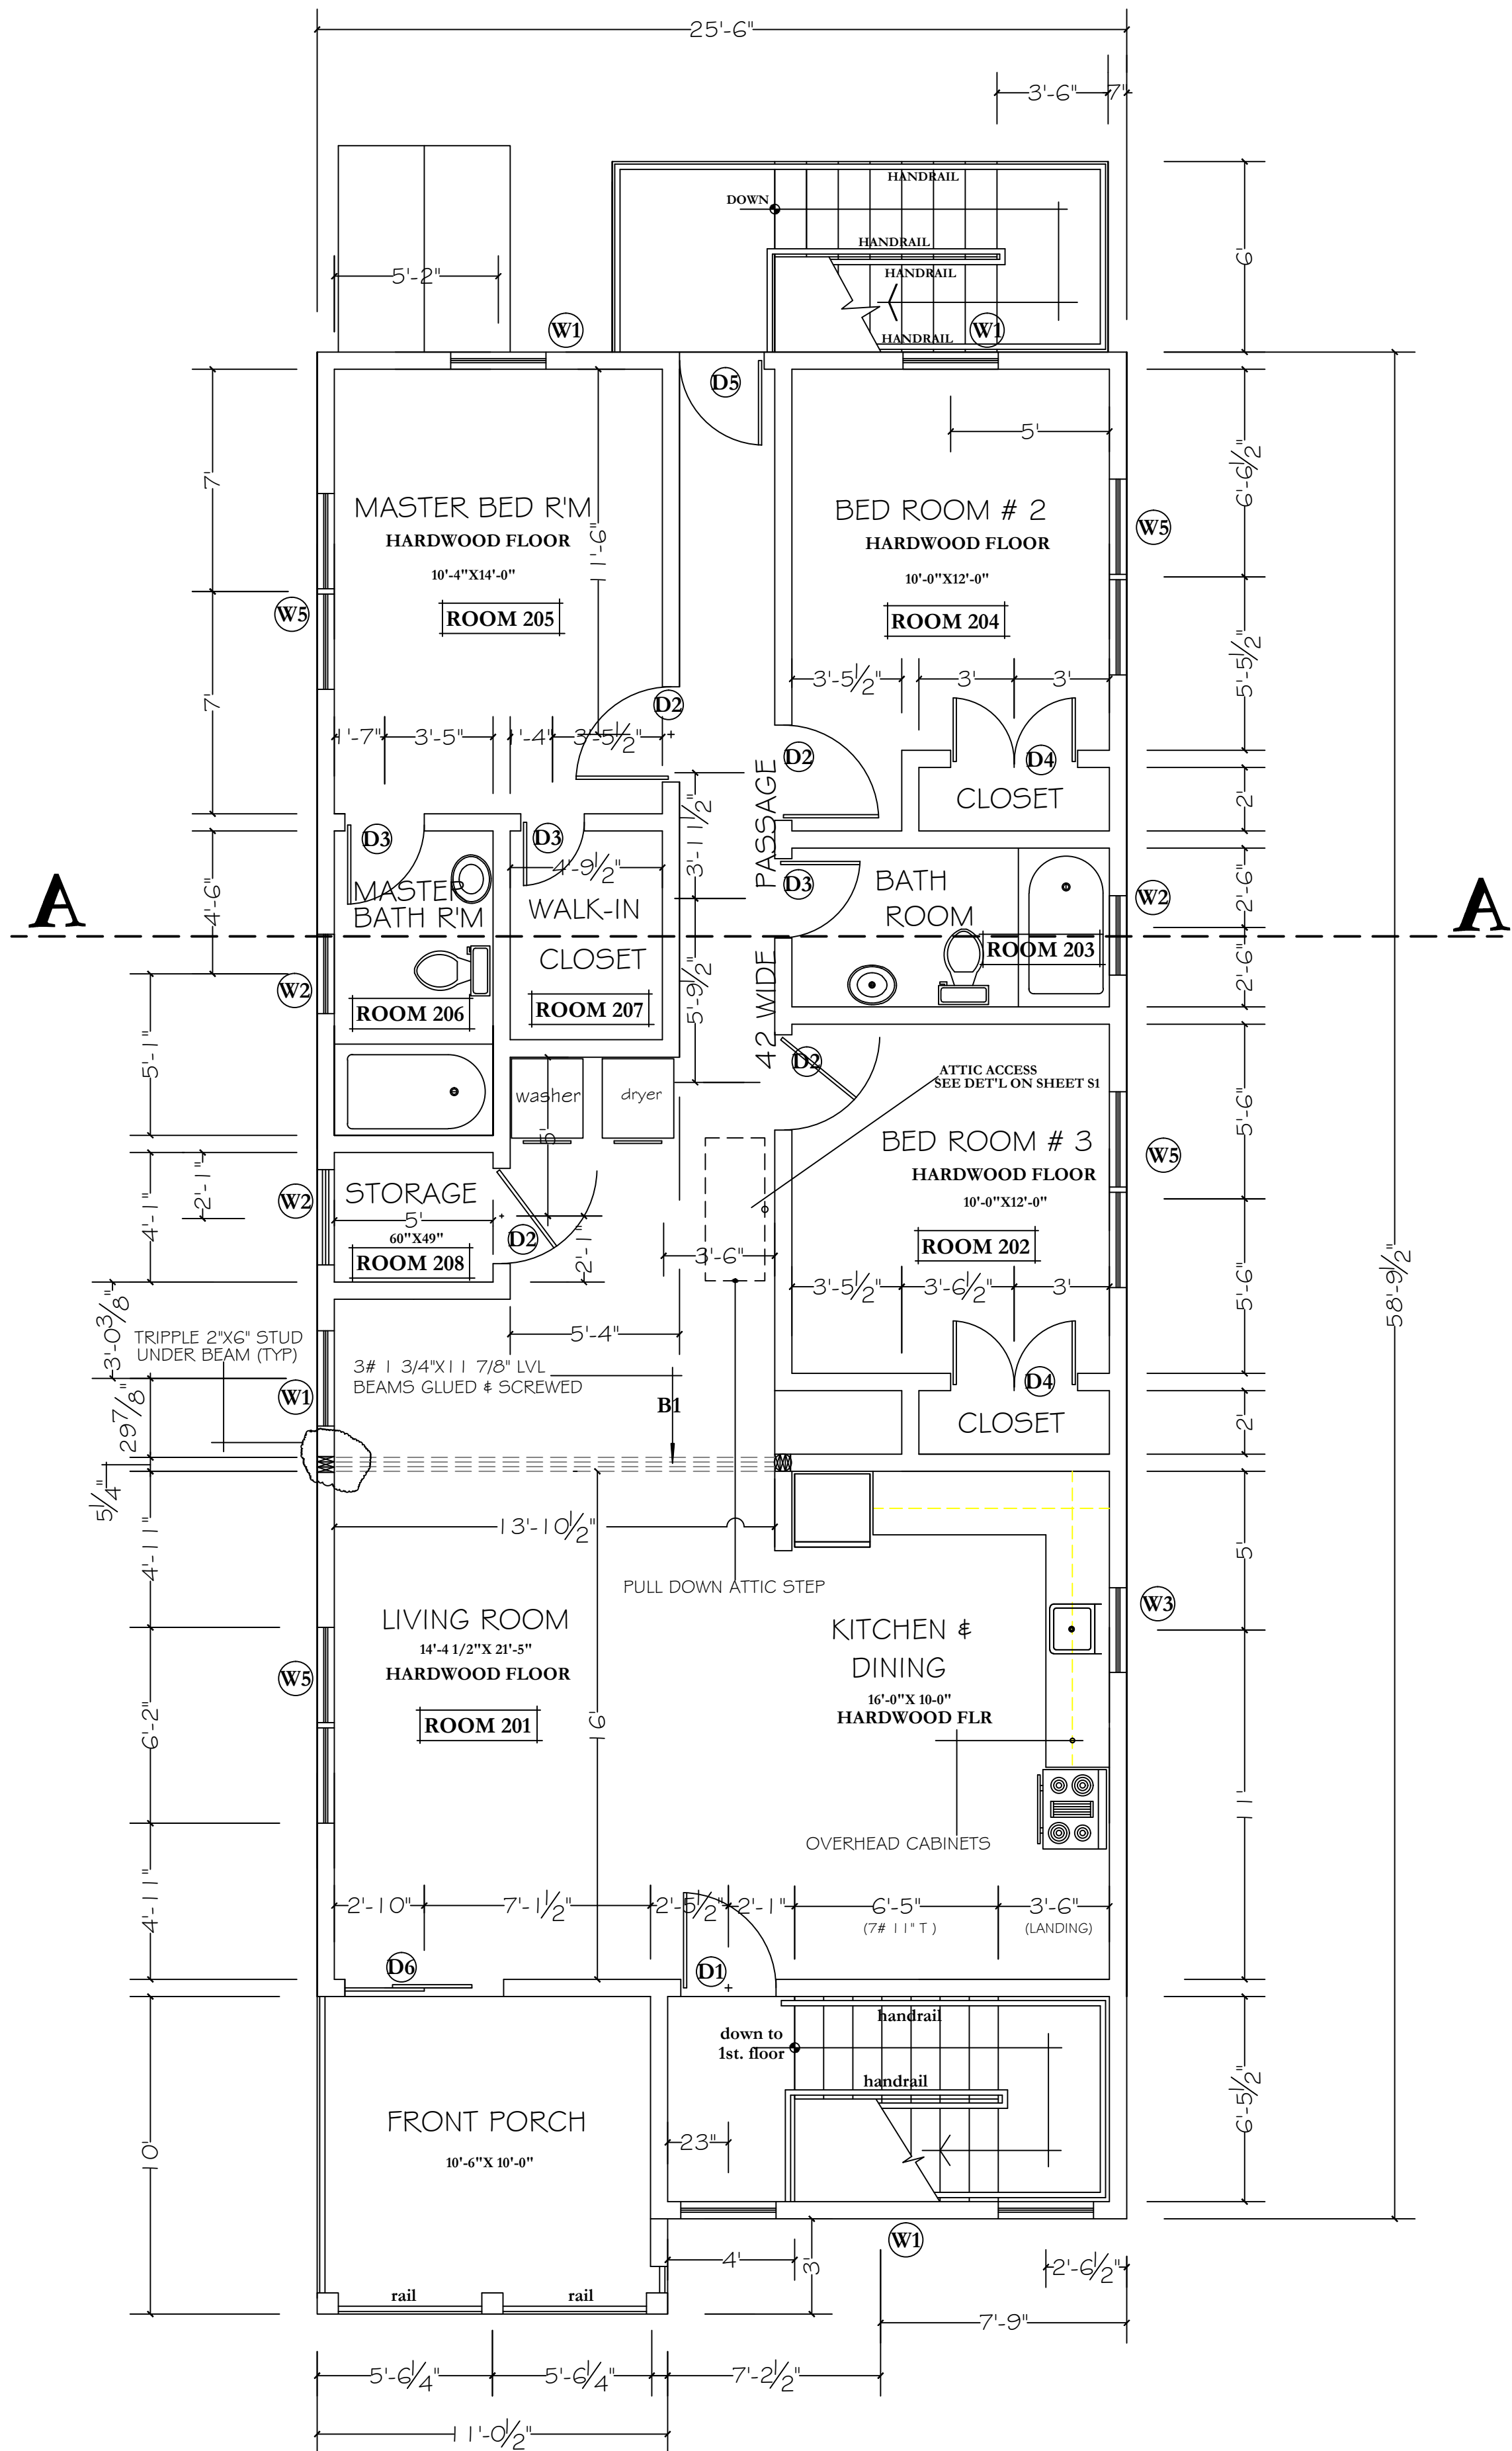 25'-6"
3'-6"
7"
HANDRAIL
DOWN
HANDRAIL
HANDRAIL
HANDRAIL
5'-2"
6'
W1
W1
D5
5'
7'
6'-6½"
MASTER BED R'M
HARDWOOD FLOOR
10'-4"X14'-0"
ROOM 205
11'-6"
BED ROOM # 2
HARDWOOD FLOOR
10'-0"X12'-0"
ROOM 204
W5
W5
7'
5'-5½"
3'-5½"
3'
3'
D2
1'-7"
3'-5"
1'-4"
3'-5½"
D2
D4
CLOSET
2'
PASSAGE
42 WIDE
3'-11½"
D3
D3
4'-9½"
MASTER
BATH R'M
WALK-IN
CLOSET
D3
BATH
ROOM
ROOM 203
W2
2'-6"
2'-6"
4'-6"
A
A
W2
ROOM 206
ROOM 207
5'-9½"
5'-1"
washer
dryer
5'
D2
ATTIC ACCESS
SEE DET'L ON SHEET S1
5'-6"
BED ROOM # 3
HARDWOOD FLOOR
10'-0"X12'-0"
ROOM 202
W5
W2
STORAGE
5'
60"X49"
ROOM 208
D2
4'-1"
2'-1"
2'-1"
3'-6"
3'-5½"
3'-6½"
3'
5'-6"
58'-9½"
3'-0⅜"
TRIPPLE 2"X6" STUD
UNDER BEAM (TYP)
5'-4"
3# 1 3/4"X11 7/8" LVL
BEAMS GLUED & SCREWED
B1
W1
29⅞"
D4
CLOSET
2'
5¼"
4'-11"
13'-10½"
5'
PULL DOWN ATTIC STEP
W3
LIVING ROOM
14'-4 1/2"X 21'-5"
HARDWOOD FLOOR
ROOM 201
W5
6'-2"
16'
KITCHEN &
DINING
16'-0"X 10-0"
HARDWOOD FLR
11'
OVERHEAD CABINETS
4'-11"
2'-10"
7'-1½"
2'-5½"
2'-1"
6'-5"
(7# 11" T )
3'-6"
(LANDING)
D6
D1
handrail
down to
1st. floor
handrail
6'-5½"
FRONT PORCH
10'-6"X 10'-0"
10'
23"
W1
4'
3'
2'-6½"
rail
rail
7'-9"
5'-6¼"
5'-6¼"
7'-2½"
11'-0½"